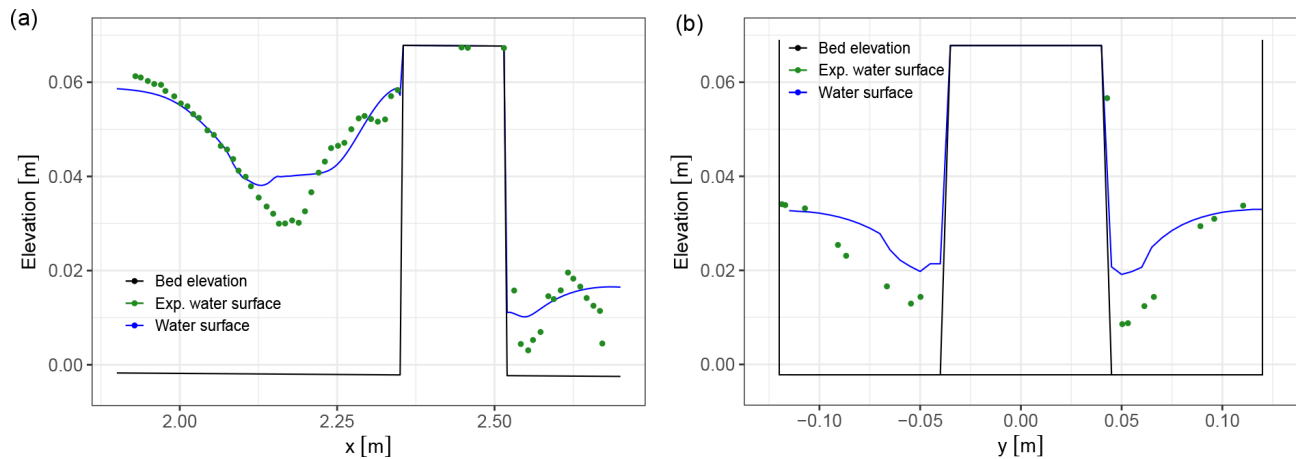 (a)
Elevation [m]
0.06
0.04
0.02
0.00
Bed elevation
Exp. water surface
Water surface
2.00
2.25
2.50
x [m]
(b)
Elevation [m]
0.06
0.04
0.02
0.00
Bed elevation
Exp. water surface
Water surface
−0.10
−0.05
0.00
0.05
0.10
y [m]